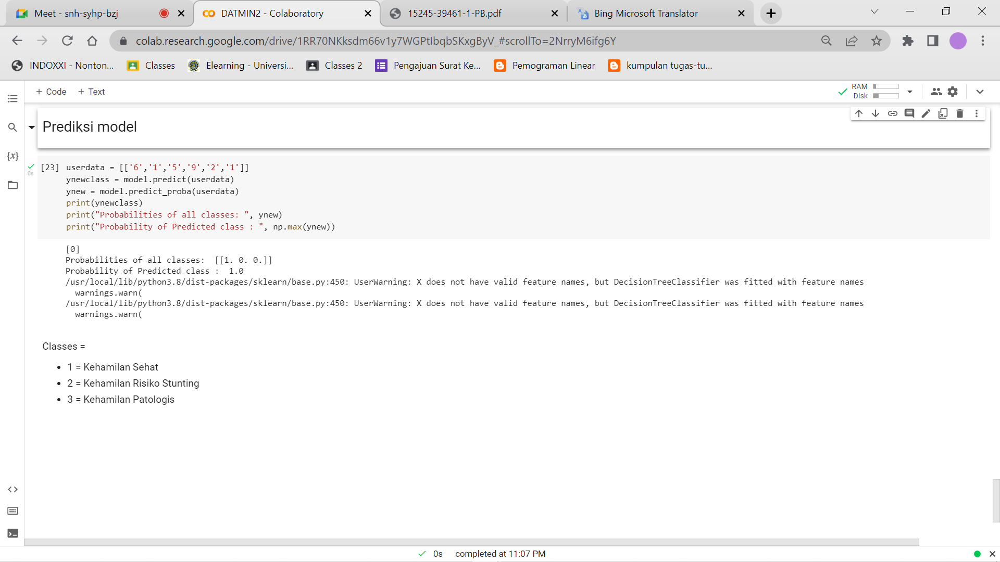 Meet - snh-syhp-bzj
DATMIN2 - Colaboratory
15245-39461-1-PB.pdf
Bing Microsoft Translator
colab.research.google.com/drive/1RR70NKksdm66v1y7WGPtIbqbSKxgByV_#scrollTo=2NrryM6ifg6Y
INDOXXI - Nonton...
Classes
Elearning - Universi...
Classes 2
Pengajuan Surat Ke...
Pemograman Linear
kumpulan tugas-tu...
+ Code + Text
RAM
Disk
Prediksi model
{x}
0s
[23] userdata = [['6','1','5','9','2','1']]
ynewclass = model.predict(userdata)
ynew = model.predict_proba(userdata)
print(ynewclass)
print("Probabilities of all classes: ", ynew)
print("Probability of Predicted class : ", np.max(ynew))
[0]
Probabilities of all classes:  [[1. 0. 0.]]
Probability of Predicted class :  1.0
/usr/local/lib/python3.8/dist-packages/sklearn/base.py:450: UserWarning: X does not have valid feature names, but DecisionTreeClassifier was fitted with feature names
warnings.warn(
/usr/local/lib/python3.8/dist-packages/sklearn/base.py:450: UserWarning: X does not have valid feature names, but DecisionTreeClassifier was fitted with feature names
warnings.warn(
Classes =
• 1 = Kehamilan Sehat
• 2 = Kehamilan Risiko Stunting
• 3 = Kehamilan Patologis
0s completed at 11:07 PM